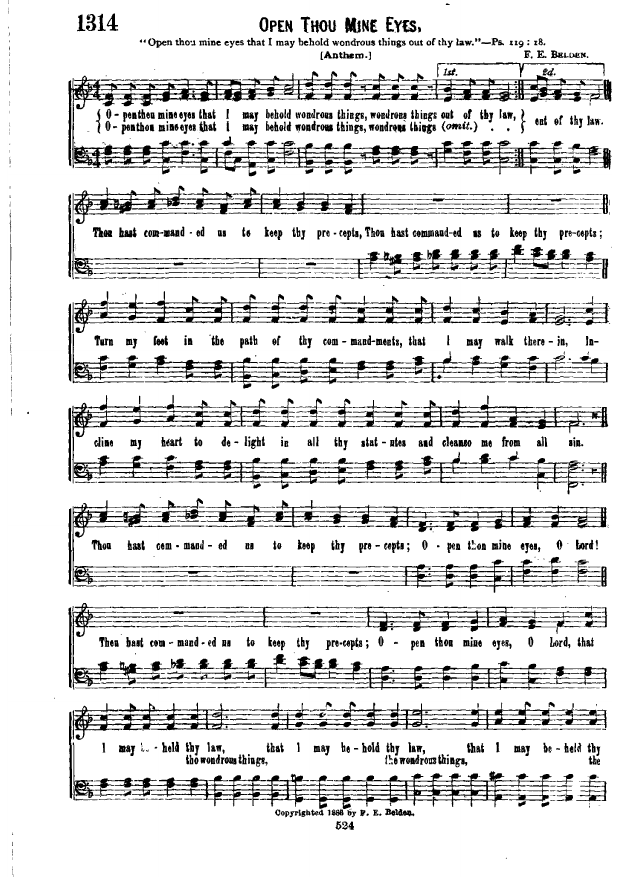 1314
OPEN THOU MINE EYES,
"Open thou mine eyes that I may behold wondrous things out of thy law."—Ps. 119 : 18.
[Anthem.]
F. E. BELDEN.
1st. 2d.
{ O-pen thou mine eyes that I may behold wondrous things, wondrous things out of thy law, }
{ O-pen thou mine eyes that I may behold wondrous things, wondrous things (omit.) . . } out of thy law.
Thou hast com-mand-ed us to keep thy pre-cepts, Thou hast command-ed us to keep thy pre-cepts;
Turn my feet in the path of thy com-mand-ments, that I may walk there-in, In-
cline my heart to de-light in all thy stat-utes and cleanse me from all sin.
Thou hast com-mand-ed us to keep thy pre-cepts; O-pen thou mine eyes, O Lord!
Thou hast com-mand-ed us to keep thy pre-cepts; O-pen thou mine eyes, O Lord, that
I may be-hold thy law, that I may be-hold thy law, that I may be-held thy
the wondrous things, the wondrous things, the
Copyrighted 1886 by F. E. Belden.
524